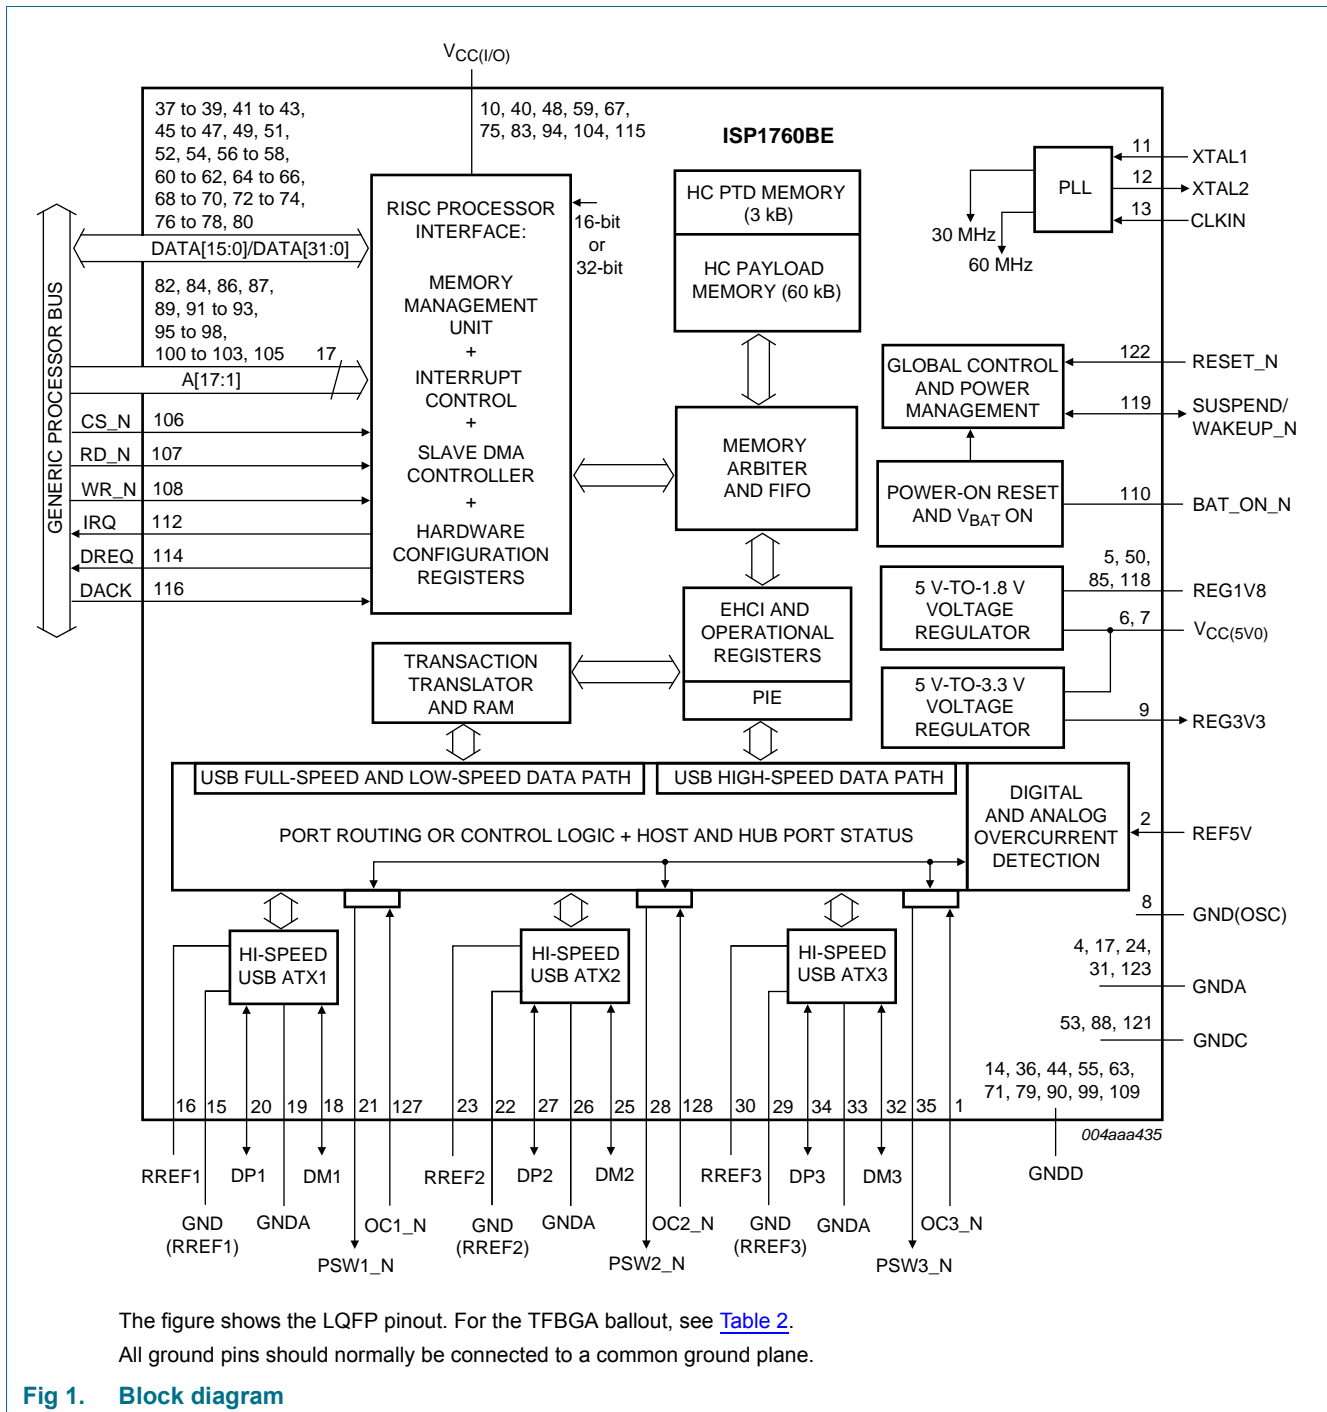 VCC(I/O)
37 to 39, 41 to 43,
45 to 47, 49, 51,
52, 54, 56 to 58,
60 to 62, 64 to 66,
68 to 70, 72 to 74,
76 to 78, 80
10, 40, 48, 59, 67,
75, 83, 94, 104, 115
ISP1760BE
GENERIC PROCESSOR BUS
DATA[15:0]/DATA[31:0]
82, 84, 86, 87,
89, 91 to 93,
95 to 98,
100 to 103, 105
17
A[17:1]
CS_N
106
RD_N
107
WR_N
108
IRQ
112
DREQ
114
DACK
116
RISC PROCESSOR
INTERFACE:
MEMORY
MANAGEMENT
UNIT
+
INTERRUPT
CONTROL
+
SLAVE DMA
CONTROLLER
+
HARDWARE
CONFIGURATION
REGISTERS
16-bit
or
32-bit
HC PTD MEMORY
(3 kB)
HC PAYLOAD
MEMORY (60 kB)
MEMORY
ARBITER
AND FIFO
EHCI AND
OPERATIONAL
REGISTERS
PIE
TRANSACTION
TRANSLATOR
AND RAM
PLL
30 MHz
60 MHz
11
XTAL1
12
XTAL2
13
CLKIN
GLOBAL CONTROL
AND POWER
MANAGEMENT
122
RESET_N
119
SUSPEND/
WAKEUP_N
POWER-ON RESET
AND VBAT ON
110
BAT_ON_N
5 V-TO-1.8 V
VOLTAGE
REGULATOR
5, 50,
85, 118
REG1V8
6, 7
VCC(5V0)
5 V-TO-3.3 V
VOLTAGE
REGULATOR
9
REG3V3
USB FULL-SPEED AND LOW-SPEED DATA PATH
USB HIGH-SPEED DATA PATH
PORT ROUTING OR CONTROL LOGIC + HOST AND HUB PORT STATUS
DIGITAL
AND ANALOG
OVERCURRENT
DETECTION
2
REF5V
8
GND(OSC)
4, 17, 24,
31, 123
GNDA
53, 88, 121
GNDC
14, 36, 44, 55, 63,
71, 79, 90, 99, 109
GNDD
004aaa435
HI-SPEED
USB ATX1
HI-SPEED
USB ATX2
HI-SPEED
USB ATX3
16 15 20 19 18 21 127
23 22 27 26 25 28 128
30 29 34 33 32 35 1
RREF1 DP1 DM1
RREF2 DP2 DM2
RREF3 DP3 DM3
GND
(RREF1)
GNDA
OC1_N
PSW1_N
GND
(RREF2)
GNDA
OC2_N
PSW2_N
GND
(RREF3)
GNDA
OC3_N
PSW3_N
The figure shows the LQFP pinout. For the TFBGA ballout, see Table 2.
All ground pins should normally be connected to a common ground plane.
Fig 1. Block diagram